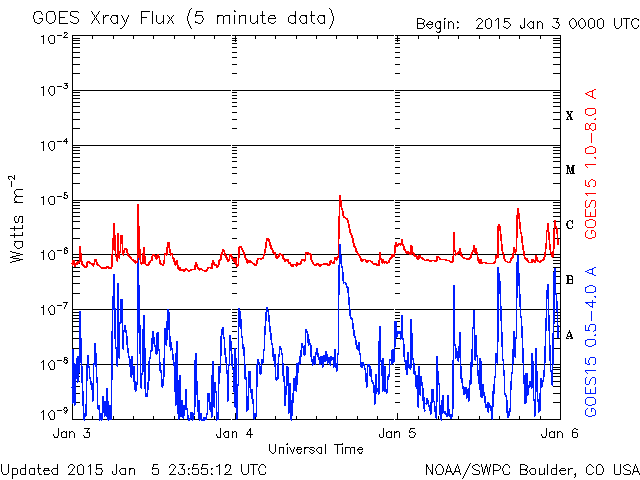 GOES Xray Flux (5 minute data)
Begin: 2015 Jan 3 0000 UTC
10-2
10-3
10-4
10-5
10-6
10-7
10-8
10-9
Watts m-2
X
M
C
B
A
GOES15 1.0-8.0 A
GOES15 0.5-4.0 A
Jan 3
Jan 4
Jan 5
Jan 6
Universal Time
Updated 2015 Jan 5 23:55:12 UTC
NOAA/SWPC Boulder, CO USA